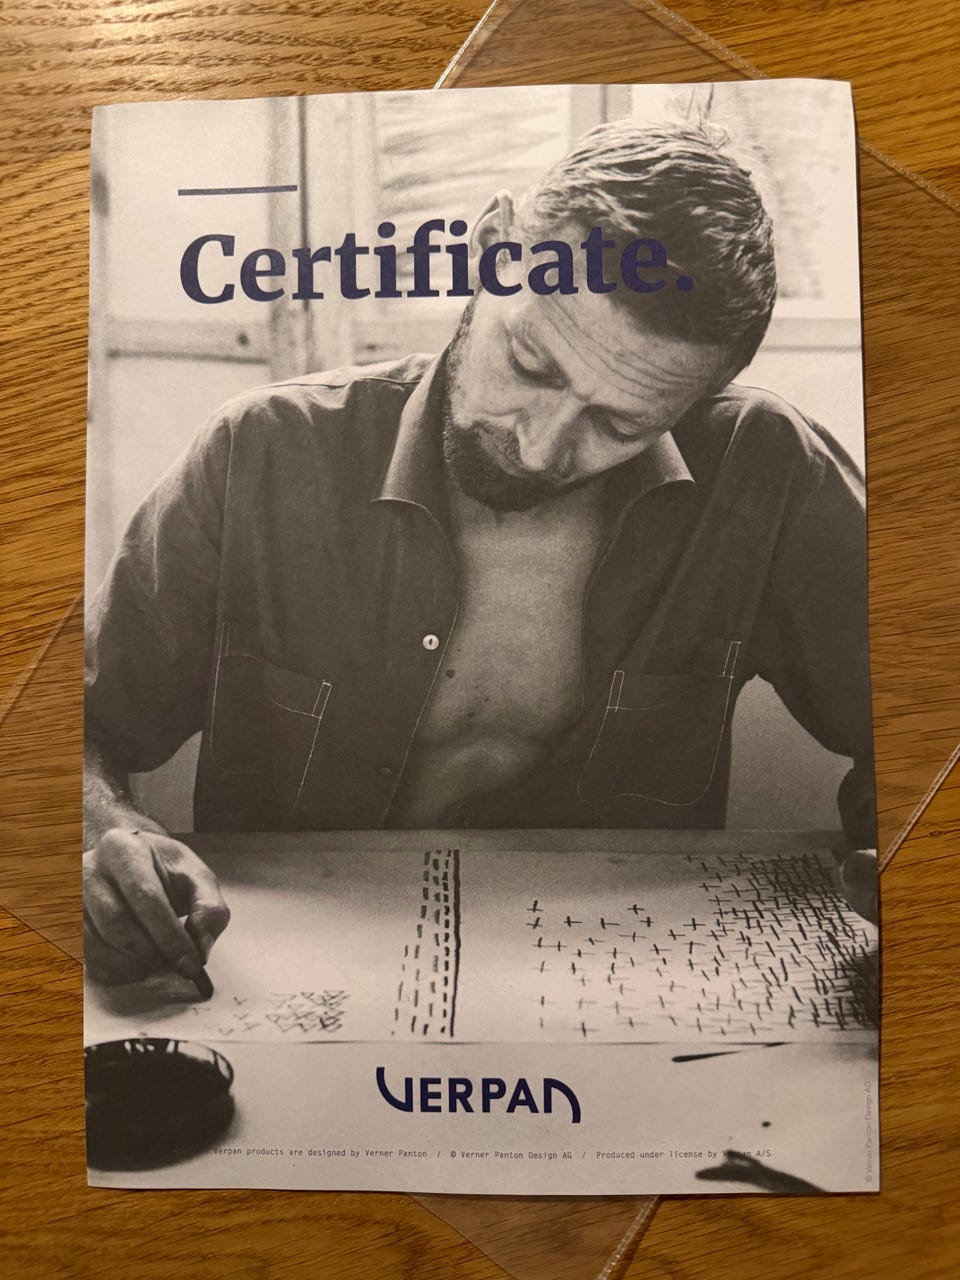 Certificate.
VERPAN
Verpan products are designed by Verner Panton / © Verner Panton Design AG / Produced under license by Verpan A/S
© Verner Panton Design AG